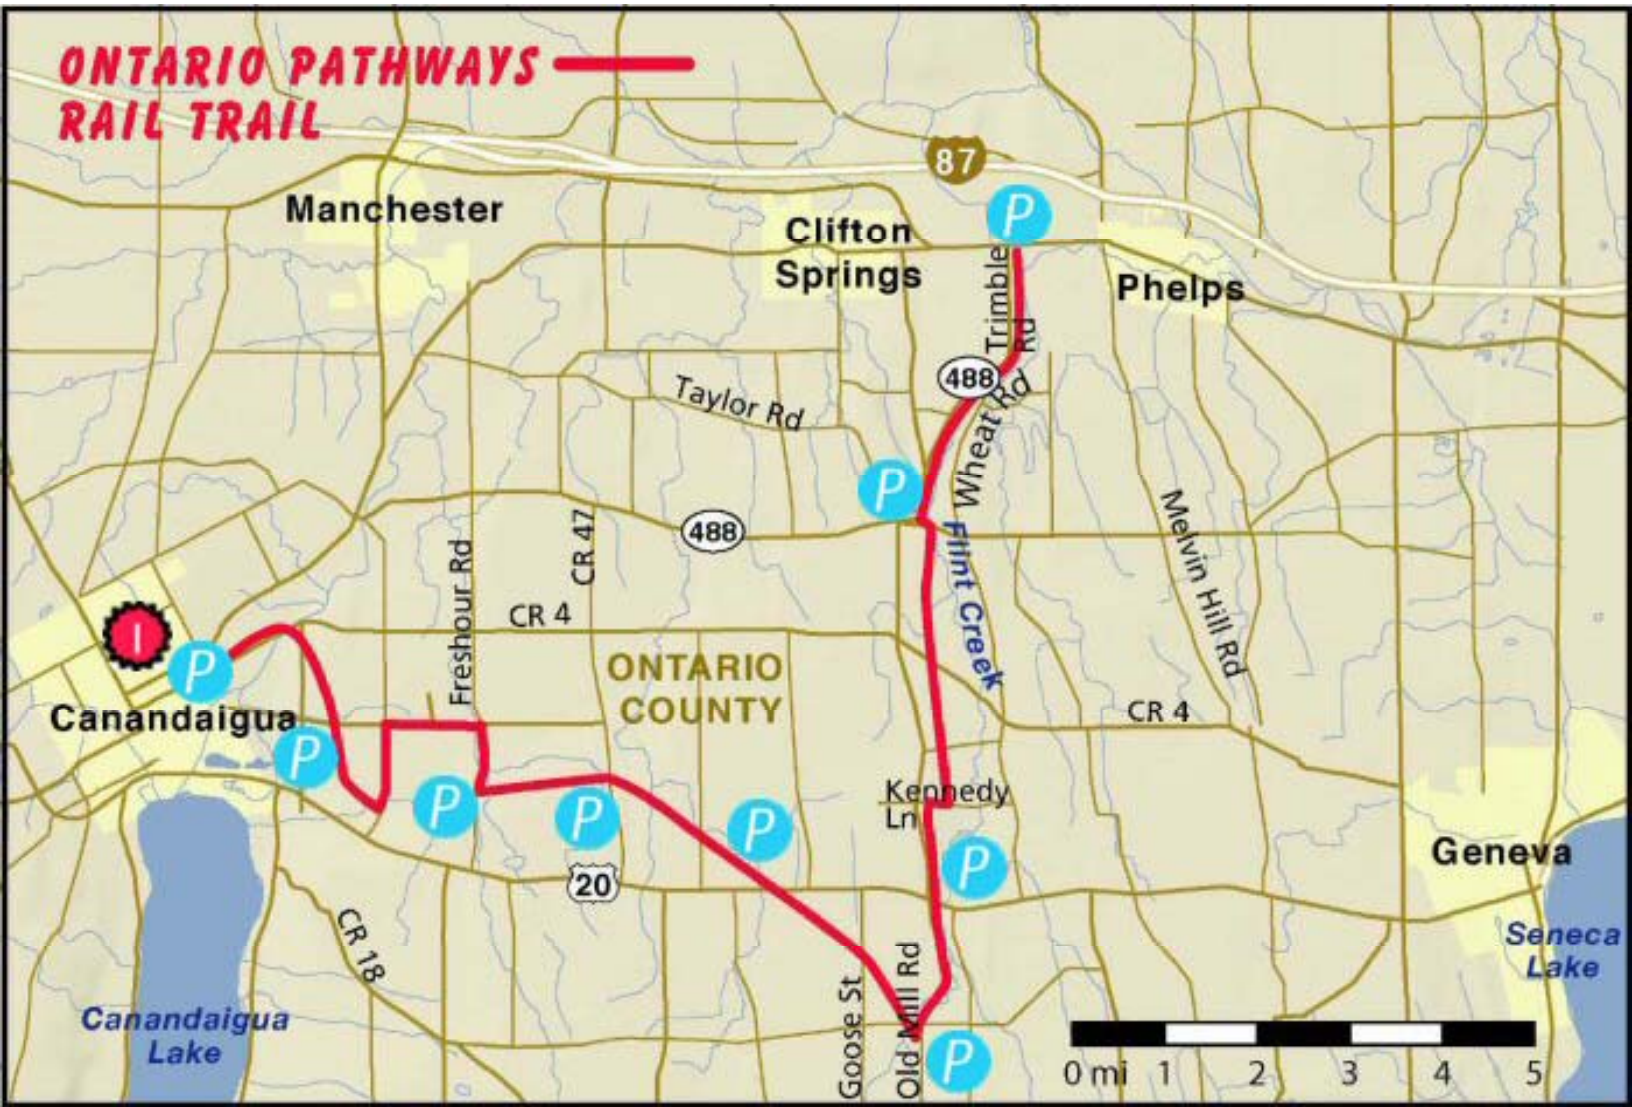 ONTARIO PATHWAYS
RAIL TRAIL
87
P
Manchester
Clifton
Springs
Trimble
Rd
Phelps
488
Wheat Rd
Taylor Rd
P
488
CR 47
Freshour Rd
Flint Creek
Melvin Hill Rd
CR 4
I
P
ONTARIO
COUNTY
Canandaigua
CR 4
P
P
P
P
Kennedy
Ln
P
Geneva
20
CR 18
Seneca
Lake
Goose St
Old Mill Rd
Canandaigua
Lake
P
0 mi 1 2 3 4 5